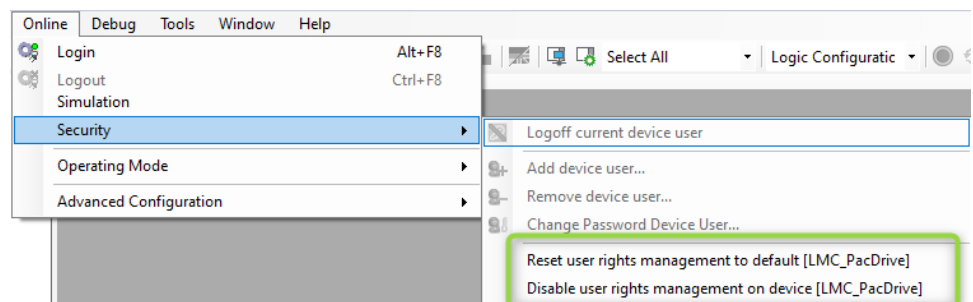 Online Debug Tools Window Help
Login Alt+F8
Select All Logic Configuratic
Logout Ctrl+F8
Simulation
Security
Logoff current device user
Operating Mode
Add device user...
Remove device user...
Advanced Configuration
Change Password Device User...
Reset user rights management to default [LMC_PacDrive]
Disable user rights management on device [LMC_PacDrive]